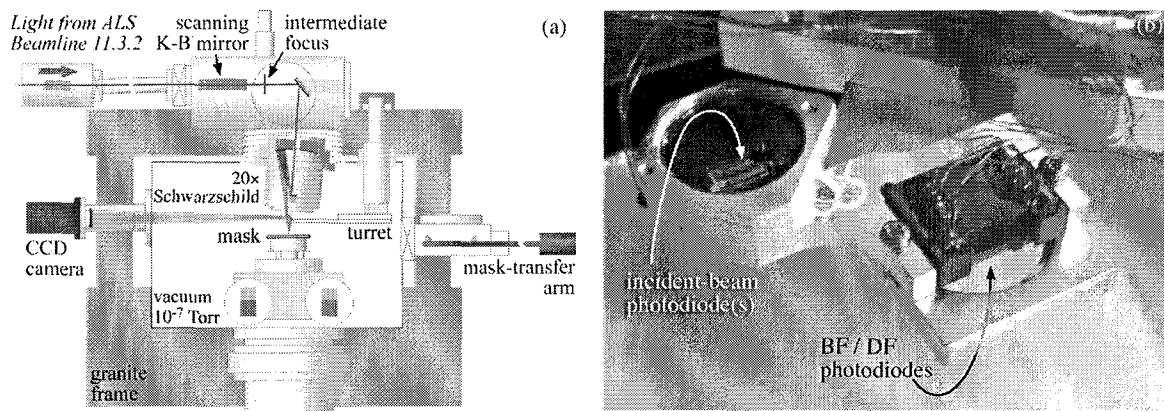 Light from ALS
Beamline 11.3.2
scanning
K-B mirror
intermediate
focus
(a)
20×
Schwarzschild
CCD
camera
mask
turret
mask-transfer
arm
vacuum
10⁻⁷ Torr
granite
frame
(b)
incident-beam
photodiode(s)
BF / DF
photodiodes